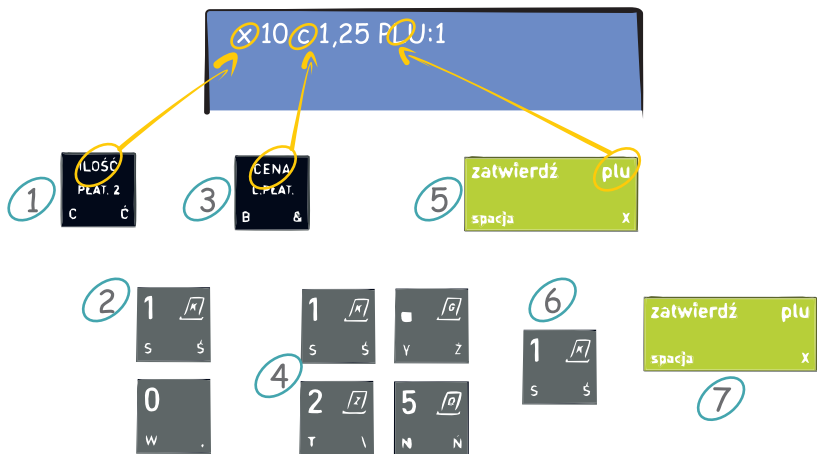 x 10 c 1,25 PLU:1
1
ILOŚĆ
PŁAT. 2
C Ć
3
CENA
L.PŁAT.
B &
5
zatwierdź plu
spacja X
2
1 K
S Ś
0
W .
4
1 K
S Ś
. G
Y Ż
2 I
T \
5
N Ń
6
1 K
S Ś
zatwierdź plu
spacja X
7